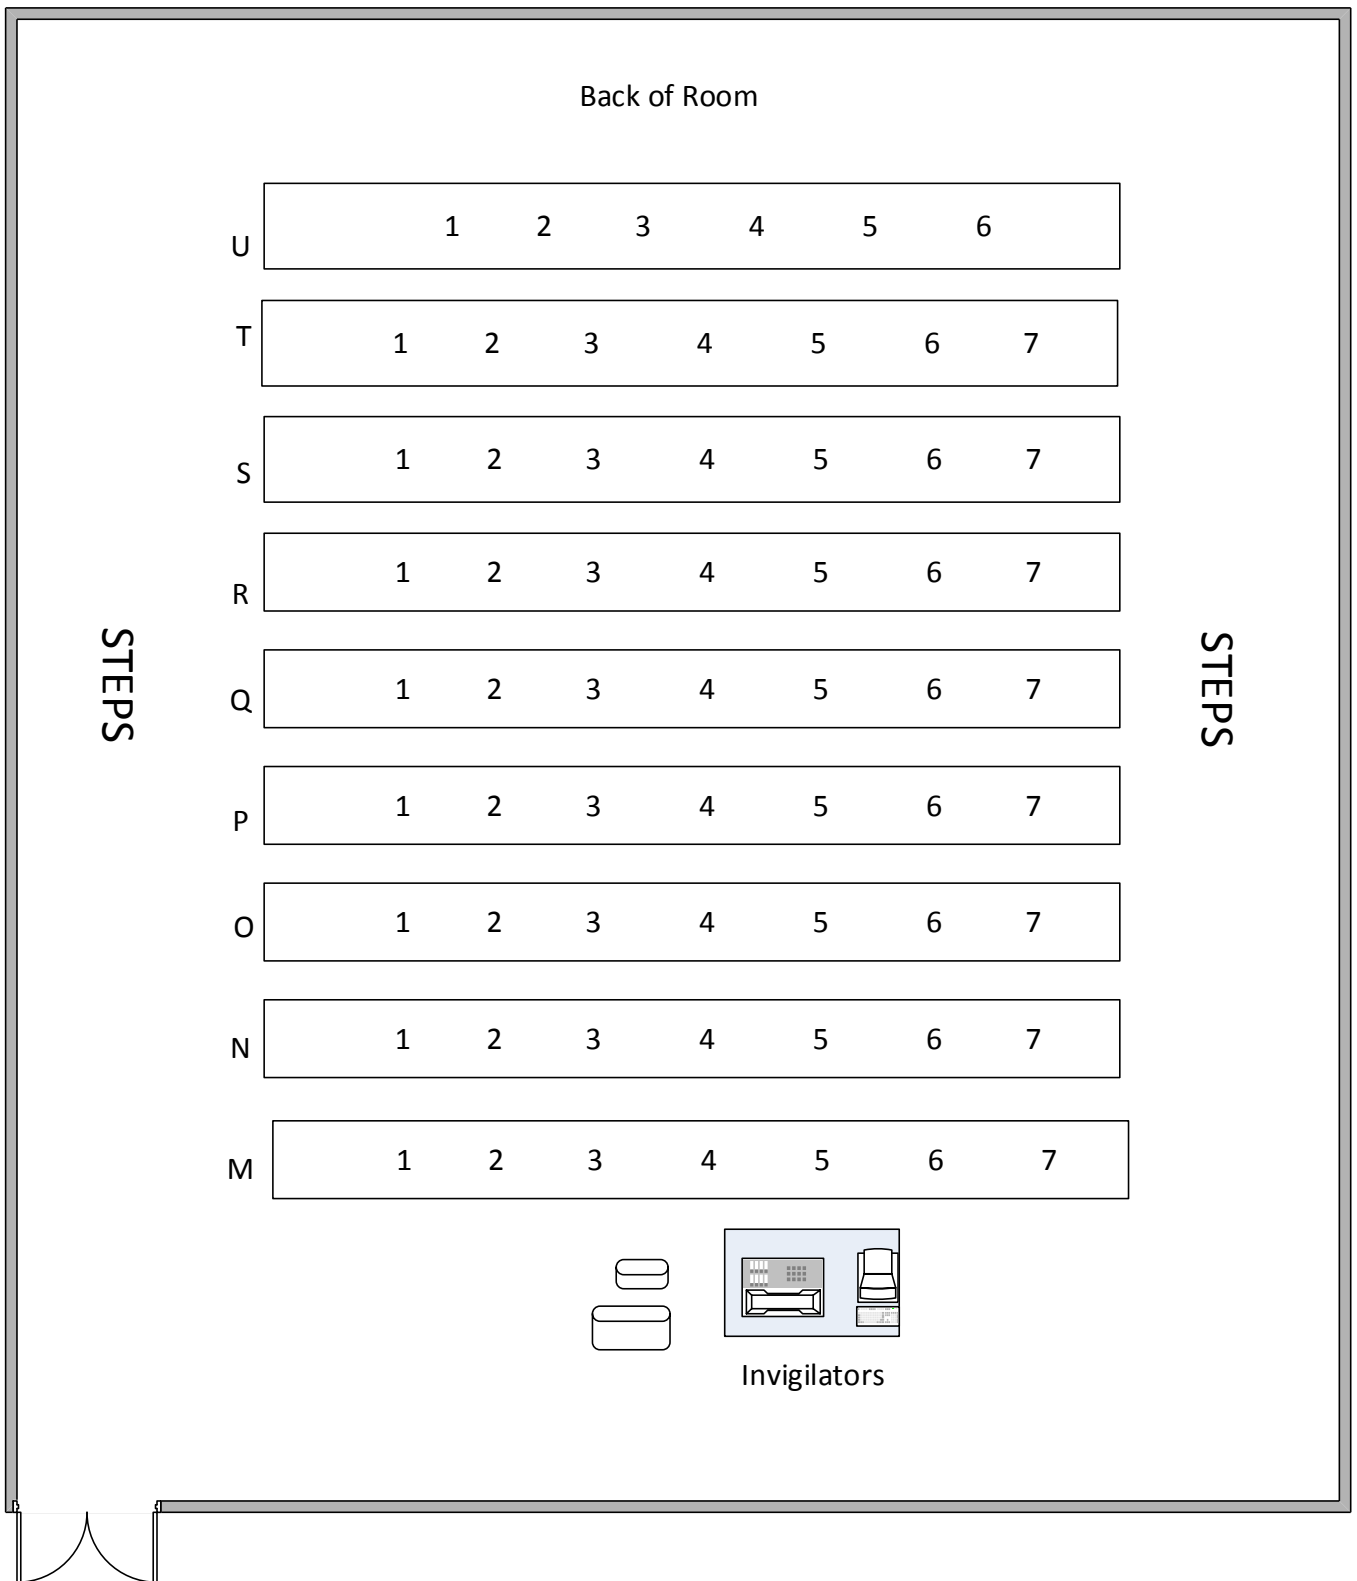 Back of Room
U 1 2 3 4 5 6
T 1 2 3 4 5 6 7
S 1 2 3 4 5 6 7
R 1 2 3 4 5 6 7
STEPS
STEPS
Q 1 2 3 4 5 6 7
P 1 2 3 4 5 6 7
O 1 2 3 4 5 6 7
N 1 2 3 4 5 6 7
M 1 2 3 4 5 6 7
Invigilators